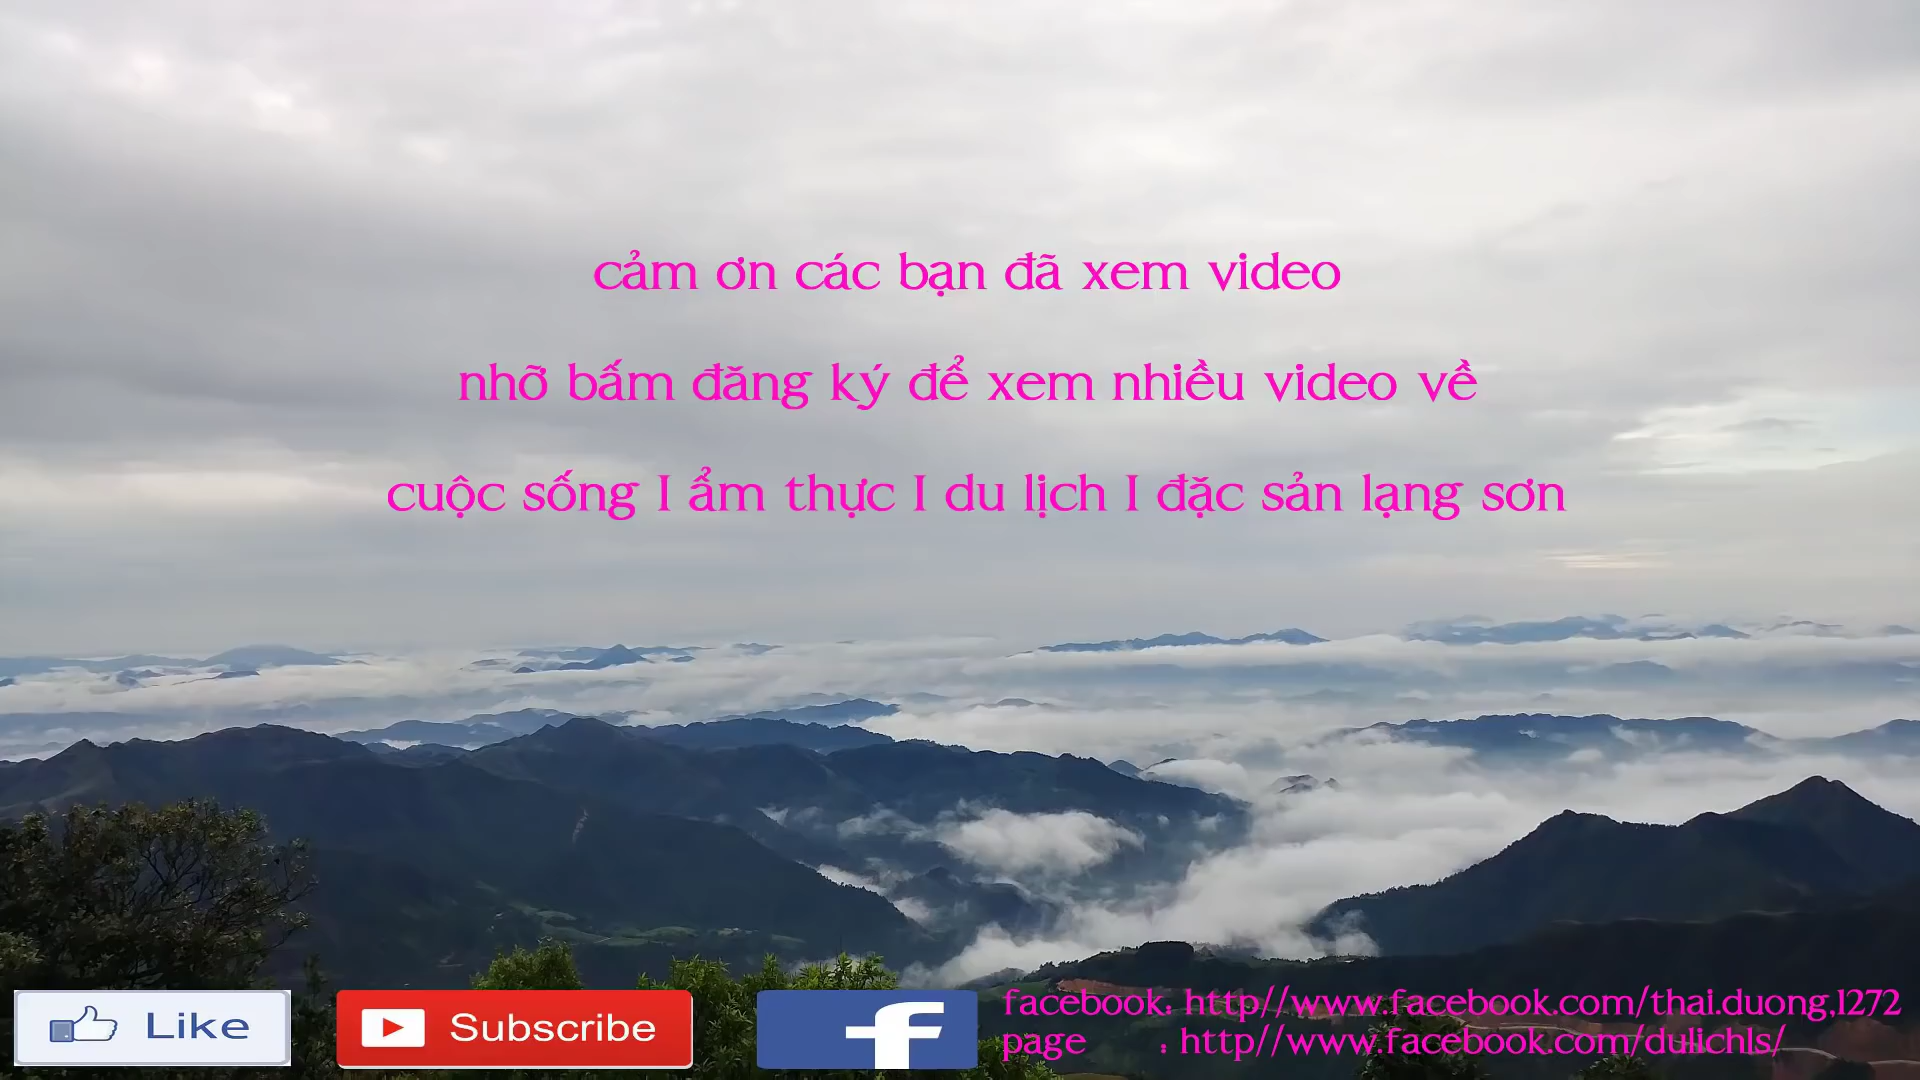 cảm ơn các bạn đã xem video
nhỡ bấm đăng ký để xem nhiều video về
cuộc sống I ẩm thực I du lịch I đặc sản lạng sơn
Like
Subscribe
f
facebook: http//www.facebook.com/thai.duong,1272
page : http//www.facebook.com/dulichls/